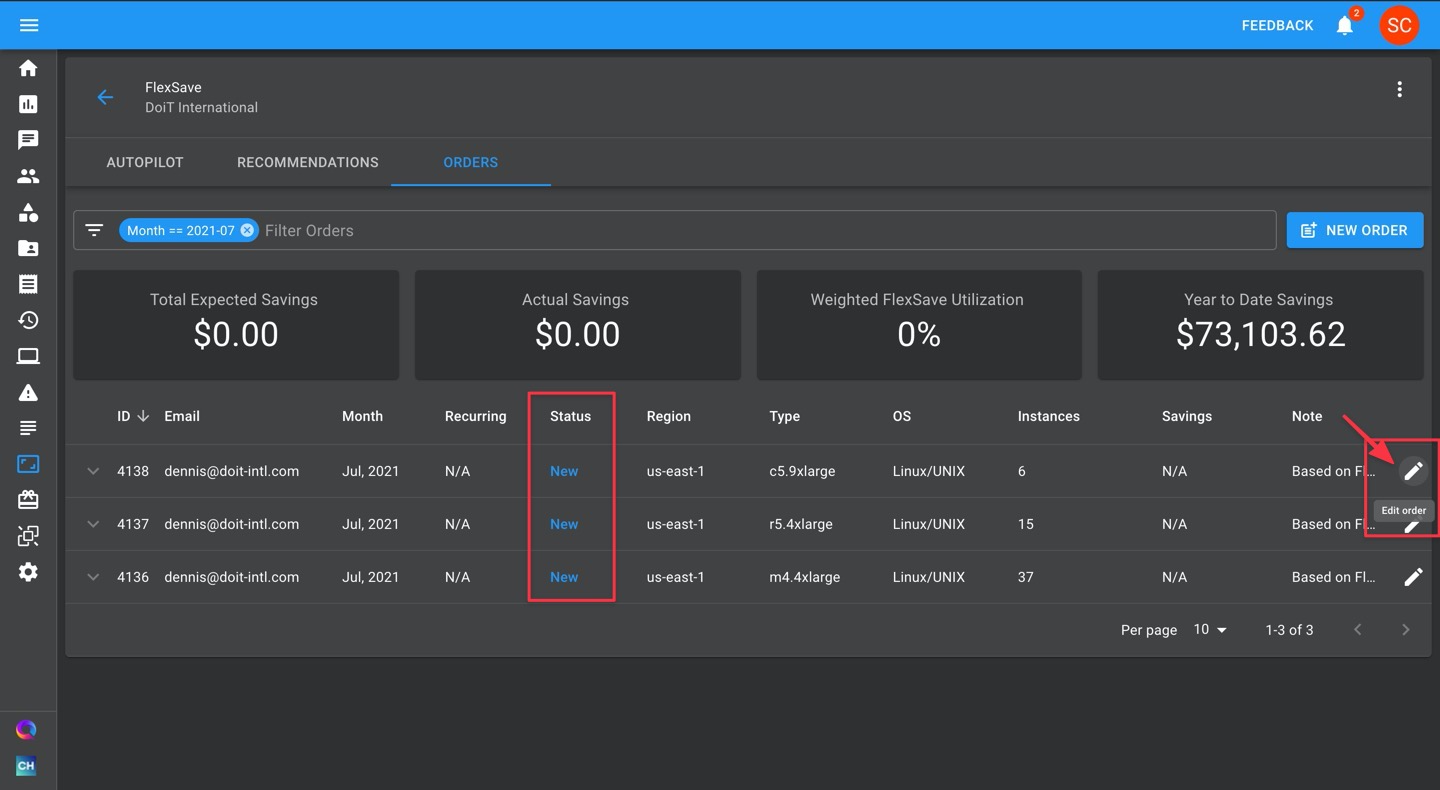 FEEDBACK 2 SC
FlexSave
DoiT International
AUTOPILOT RECOMMENDATIONS ORDERS
Month == 2021-07 Filter Orders NEW ORDER
Total Expected Savings Actual Savings Weighted FlexSave Utilization Year to Date Savings
$0.00 $0.00 0% $73,103.62
ID Email Month Recurring Status Region Type OS Instances Savings Note
4138 dennis@doit-intl.com Jul, 2021 N/A New us-east-1 c5.9xlarge Linux/UNIX 6 N/A Based on Fl...
Edit order
4137 dennis@doit-intl.com Jul, 2021 N/A New us-east-1 r5.4xlarge Linux/UNIX 15 N/A Based on Fl...
4136 dennis@doit-intl.com Jul, 2021 N/A New us-east-1 m4.4xlarge Linux/UNIX 37 N/A Based on Fl...
Per page 10 1-3 of 3
CH